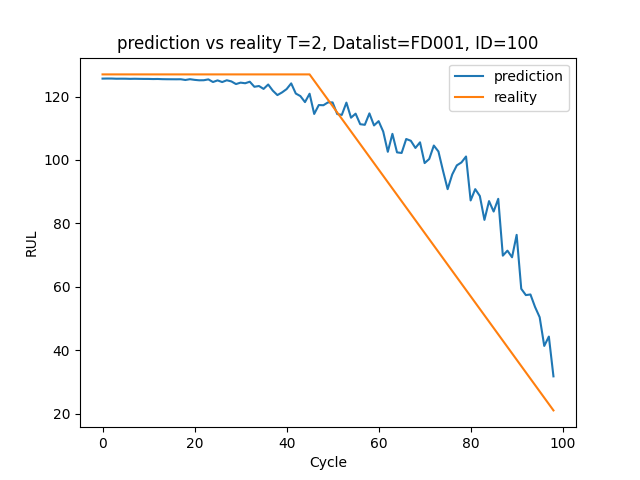 prediction vs reality T=2, Datalist=FD001, ID=100
prediction
reality
120
100
80
60
40
20
RUL
0 20 40 60 80 100
Cycle